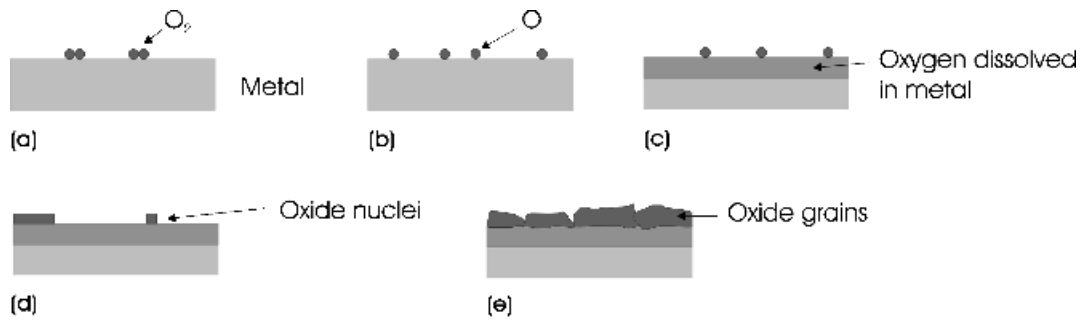 O₂
O
Metal
Oxygen dissolved
in metal
(a)
(b)
(c)
Oxide nuclei
Oxide grains
(d)
(e)